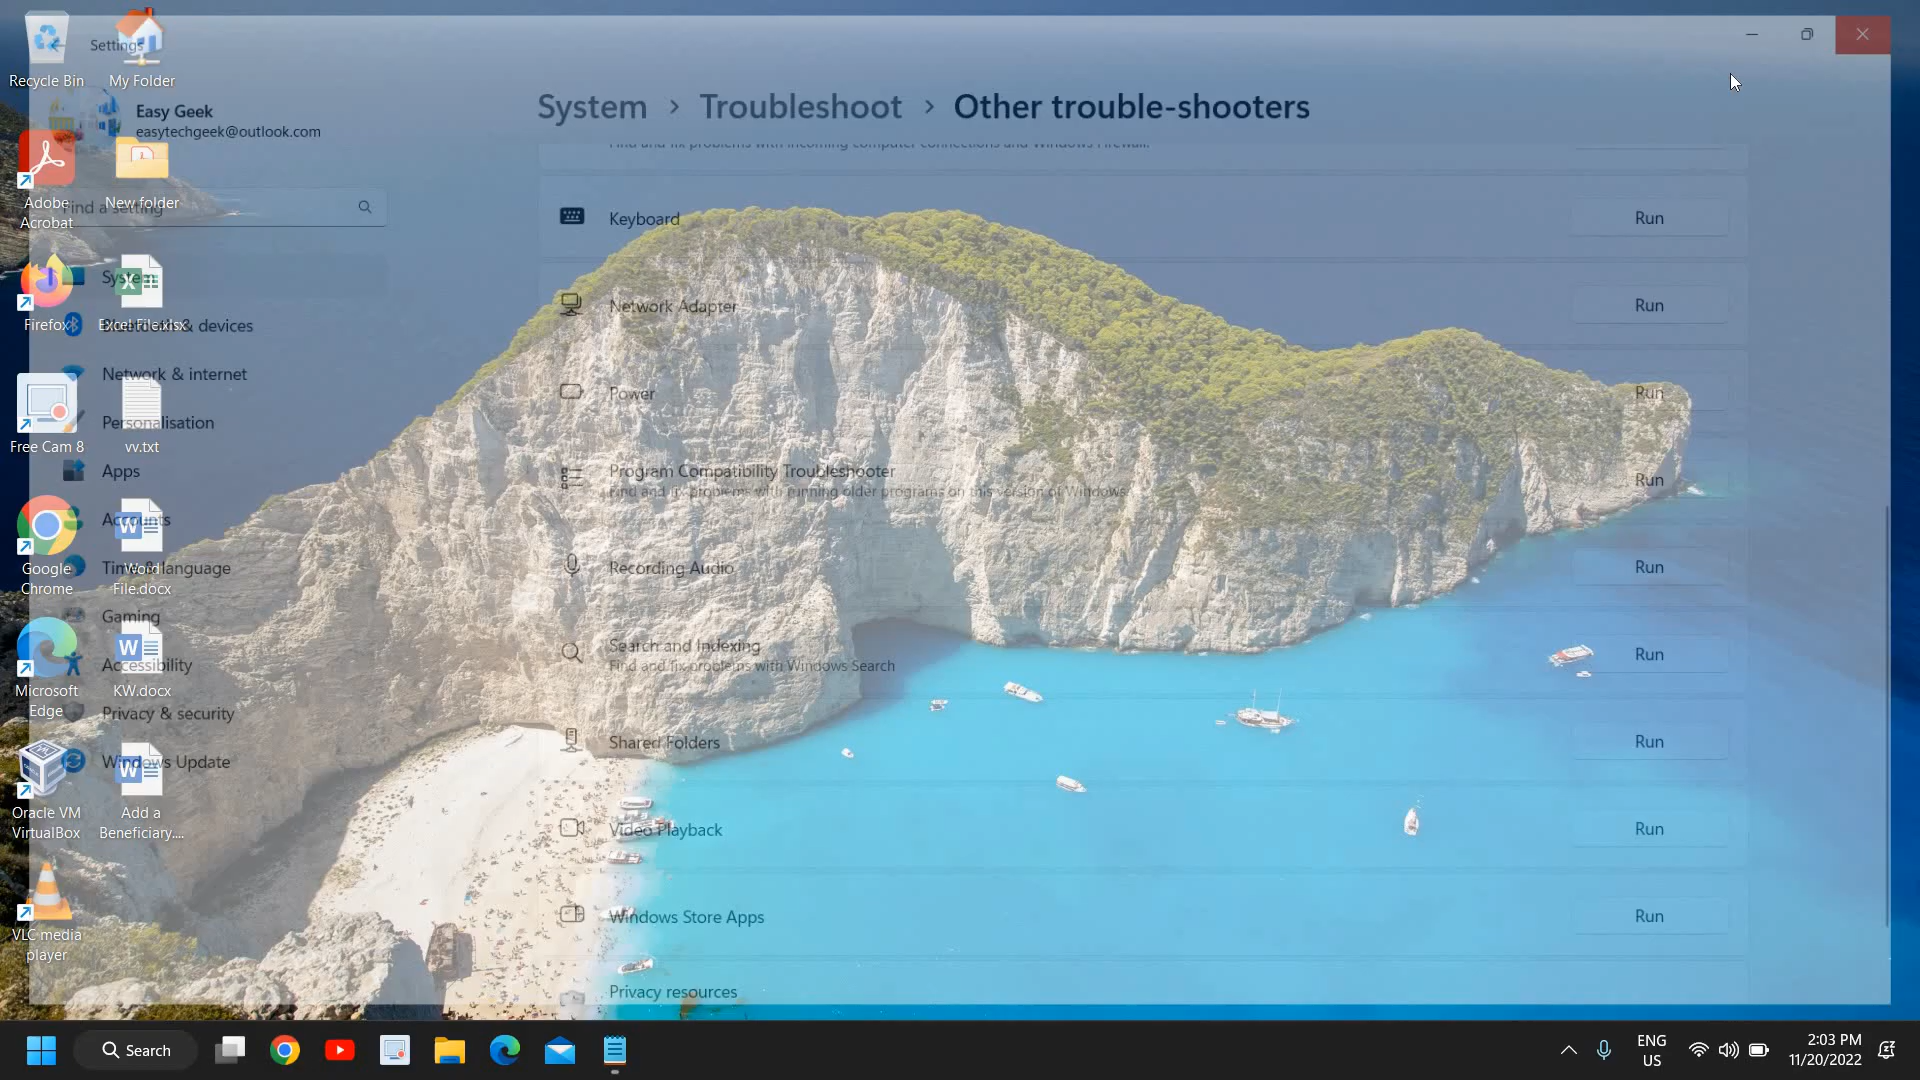 Settings
Easy Geek
easytechgeek@outlook.com
Find a setting
System
Bluetooth & devices
Network & internet
Personalisation
Apps
Accounts
Time & language
Gaming
Accessibility
Privacy & security
Windows Update
System > Troubleshoot > Other trouble-shooters
Find and fix problems with incoming computer connections and Windows Firewall.
Keyboard
Run
Network Adapter
Run
Power
Run
Program Compatibility Troubleshooter
Find and fix problems with running older programs on this version of Windows.
Run
Recording Audio
Run
Search and Indexing
Find and fix problems with Windows Search
Run
Shared Folders
Run
Video Playback
Run
Windows Store Apps
Run
Privacy resources
Recycle Bin
Adobe
Acrobat
Firefox
Free Cam 8
Google
Chrome
Microsoft
Edge
Oracle VM
VirtualBox
VLC media
player
My Folder
New folder
Excel File.xlsx
vv.txt
Word
File.docx
KW.docx
Add a
Beneficiary....
Search
ENG
US
2:03 PM
11/20/2022